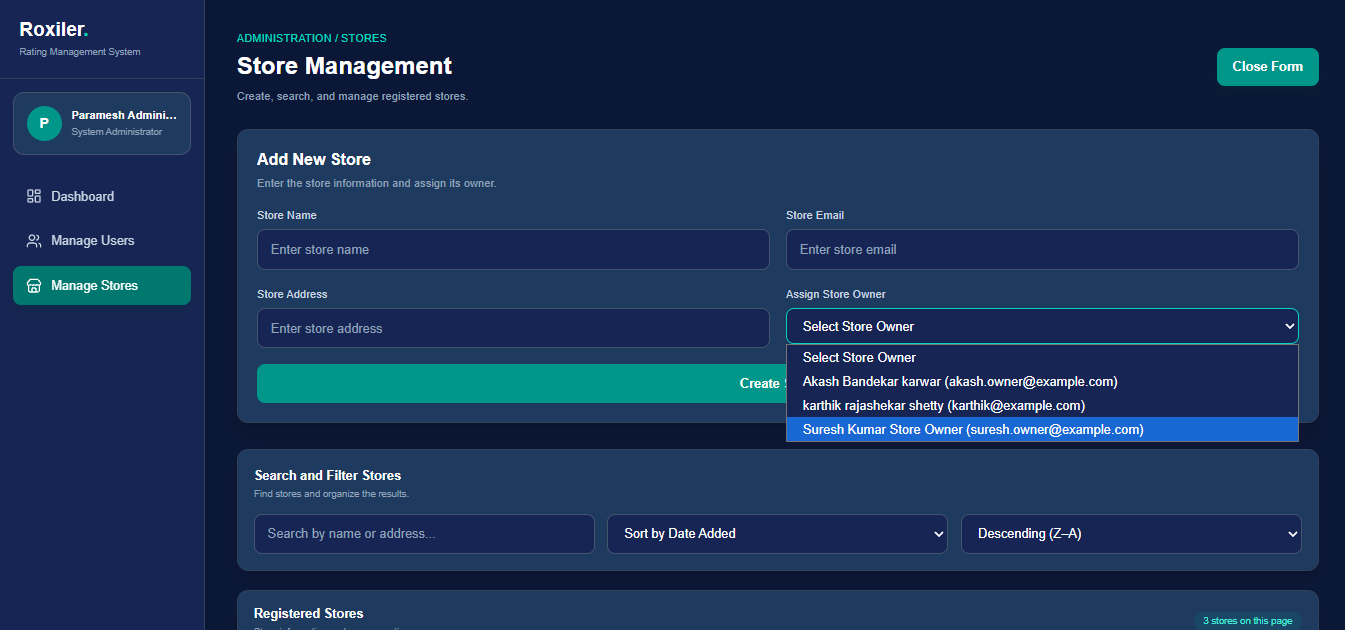 Roxiler.
Rating Management System
P
Paramesh Admini...
System Administrator
Dashboard
Manage Users
Manage Stores
ADMINISTRATION / STORES
Store Management
Create, search, and manage registered stores.
Close Form
Add New Store
Enter the store information and assign its owner.
Store Name
Enter store name
Store Email
Enter store email
Store Address
Enter store address
Assign Store Owner
Select Store Owner
Select Store Owner
Akash Bandekar karwar (akash.owner@example.com)
karthik rajashekar shetty (karthik@example.com)
Suresh Kumar Store Owner (suresh.owner@example.com)
Create
Search and Filter Stores
Find stores and organize the results.
Search by name or address...
Sort by Date Added
Descending (Z–A)
Registered Stores
3 stores on this page